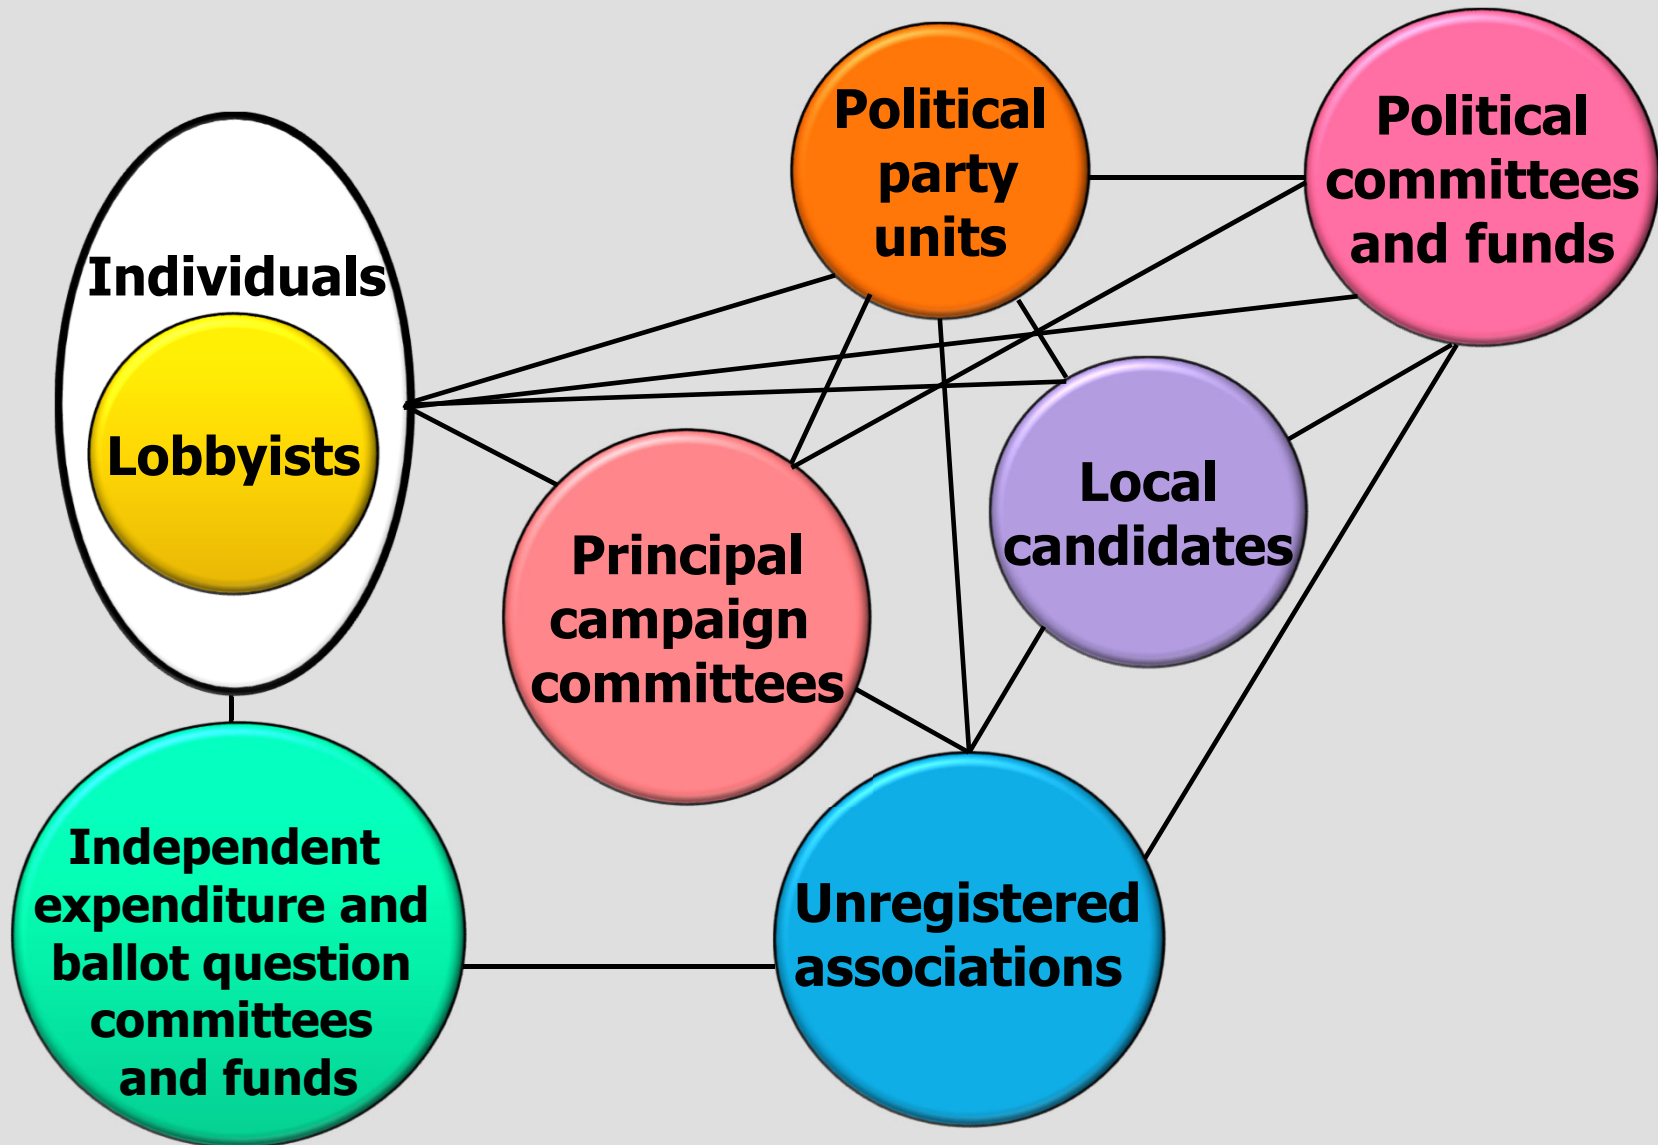 Political
party
units
Political
committees
and funds
Individuals
Lobbyists
Local
candidates
Principal
campaign
committees
Independent
expenditure and
ballot question
committees
and funds
Unregistered
associations